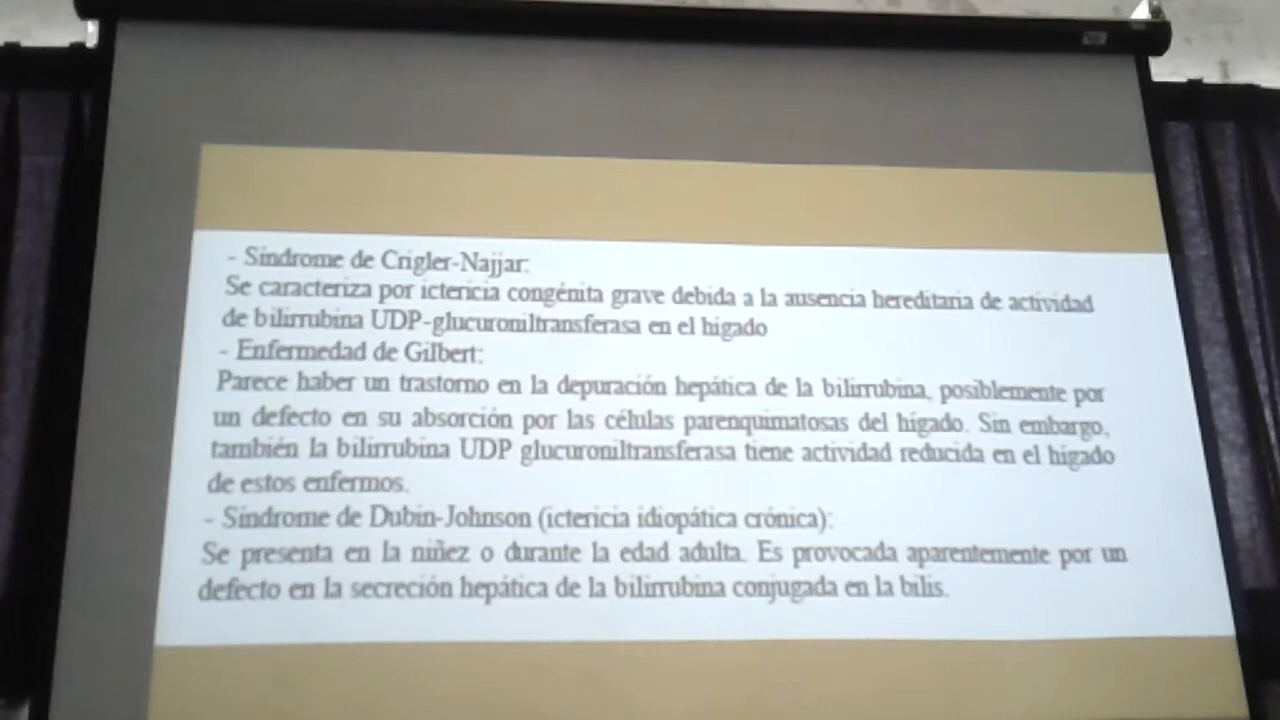 - Síndrome de Crigler-Najjar:
Se caracteriza por ictericia congénita grave debida a la ausencia hereditaria de actividad
de bilirrubina UDP-glucuroniltransferasa en el hígado
- Enfermedad de Gilbert:
Parece haber un trastorno en la depuración hepática de la bilirrubina, posiblemente por
un defecto en su absorción por las células parenquimatosas del hígado. Sin embargo,
también la bilirrubina UDP glucuroniltransferasa tiene actividad reducida en el hígado
de estos enfermos.
- Síndrome de Dubin-Johnson (ictericia idiopática crónica):
Se presenta en la niñez o durante la edad adulta. Es provocada aparentemente por un
defecto en la secreción hepática de la bilirrubina conjugada en la bilis.